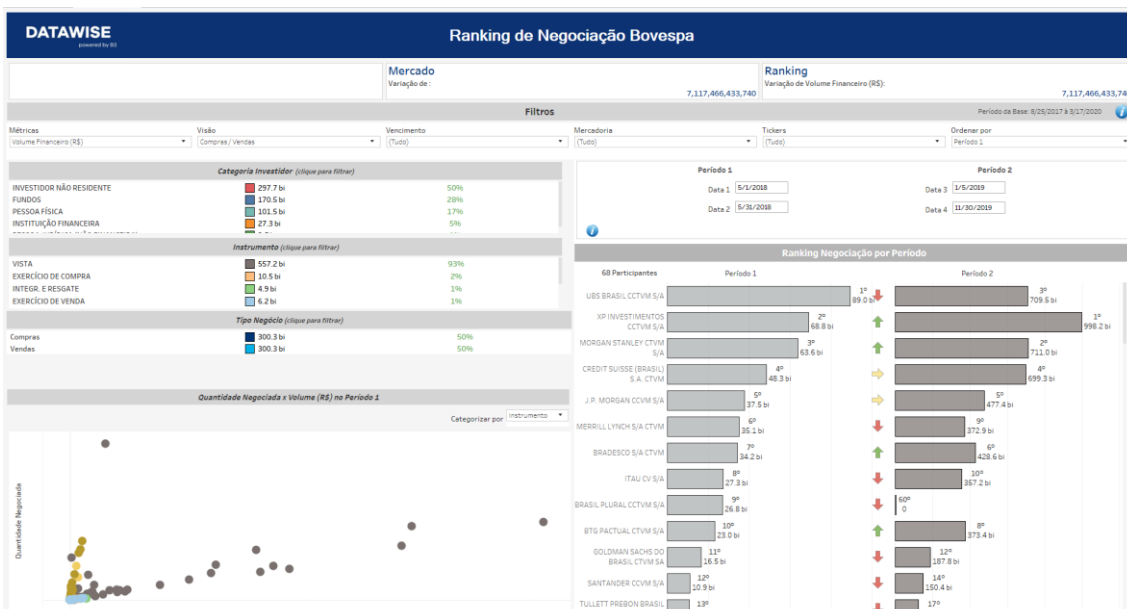 DATAWISE
powered by B3
Ranking de Negociação Bovespa
Mercado
Variação de :
7,117,466,433,740
Ranking
Variação de Volume Financeiro (R$):
7,117,466,433,740
Filtros
Período da Base: 8/25/2017 à 3/17/2020
Métricas
Visão
Vencimento
Mercadoria
Tickers
Ordenar por
Volume Financeiro (R$)
Compras / Vendas
(Tudo)
(Tudo)
(Tudo)
Período 1
Categoria Investidor (clique para filtrar)
INVESTIDOR NÃO RESIDENTE 297.7 bi 50%
FUNDOS 170.5 bi 28%
PESSOA FÍSICA 101.5 bi 17%
INSTITUIÇÃO FINANCEIRA 27.3 bi 5%
Instrumento (clique para filtrar)
VISTA 557.2 bi 93%
EXERCÍCIO DE COMPRA 10.5 bi 2%
INTEGR. E RESGATE 4.9 bi 1%
EXERCÍCIO DE VENDA 6.2 bi 1%
Tipo Negócio (clique para filtrar)
Compras 300.3 bi 50%
Vendas 300.3 bi 50%
Quantidade Negociada x Volume (R$) no Período 1
Categorizar por Instrumento
Quantidade Negociada
Período 1
Data 1 5/1/2018
Data 2 5/31/2018
Período 2
Data 3 1/5/2019
Data 4 11/30/2019
Ranking Negociação por Período
68 Participantes Período 1 Período 2
UBS BRASIL CCTVM S/A 1º 89.0 bi 3º 709.5 bi
XP INVESTIMENTOS
CCTVM S/A 2º 68.8 bi 1º 998.2 bi
MORGAN STANLEY CTVM
S/A 3º 63.6 bi 2º 711.0 bi
CREDIT SUISSE (BRASIL)
S.A. CTVM 4º 48.3 bi 4º 699.3 bi
J.P. MORGAN CCVM S/A 5º 37.5 bi 5º 477.4 bi
MERRILL LYNCH S/A CTVM 6º 35.1 bi 9º 372.9 bi
BRADESCO S/A CTVM 7º 34.2 bi 6º 428.6 bi
ITAU CV S/A 8º 27.3 bi 10º 357.2 bi
BRASIL PLURAL CCTVM S/A 9º 26.8 bi 60º 0
BTG PACTUAL CTVM S/A 10º 23.0 bi 8º 373.4 bi
GOLDMAN SACHS DO
BRASIL CTVM SA 11º 16.5 bi 12º 187.8 bi
SANTANDER CCVM S/A 12º 10.9 bi 14º 150.4 bi
TULLETT PREBON BRASIL 13º 17º